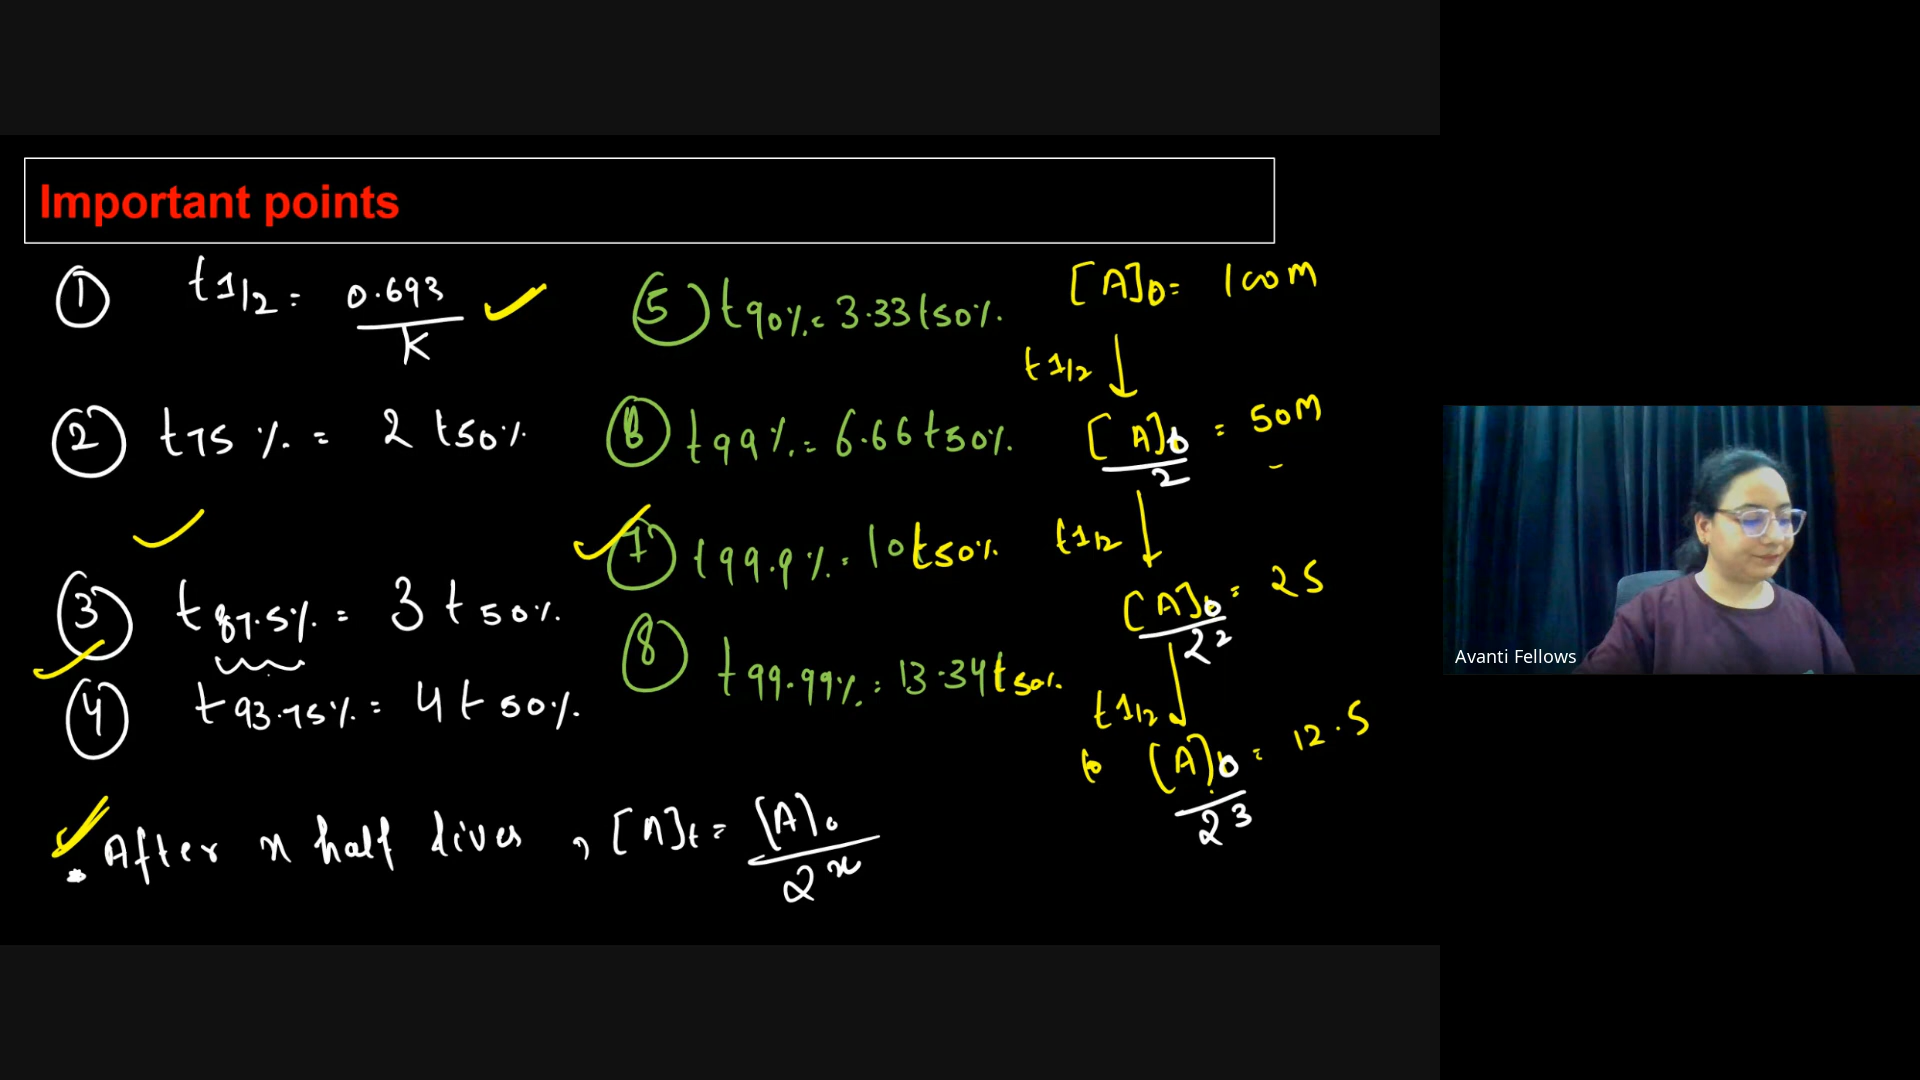 Important points
① t1/2 = 0.693/K
② t75% = 2 t50%
③ t87.5% = 3 t50%
④ t93.75% = 4 t50%
⑤ t90% = 3.33 t50%
⑥ t99% = 6.66 t50%
⑦ t99.9% = 10 t50%
⑧ t99.99% = 13.34 t50%
. After x half lives , [A]t = [A]₀/2^x
[A]₀ = 100M
t1/2 ↓
[A]₀/2 = 50M
t1/2 ↓
[A]₀/2² = 25
t1/2 ↓
[A]₀/2³ = 12.5
Avanti Fellows